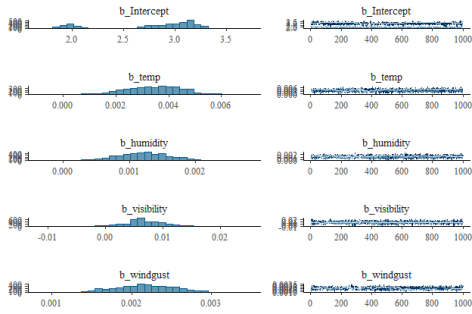 b_Intercept
b_Intercept
2.0 2.5 3.0 3.5
0 200 400 600 800 1000
b_temp
b_temp
0.000 0.002 0.004 0.006
0 200 400 600 800 1000
b_humidity
b_humidity
0.000 0.001 0.002
0 200 400 600 800 1000
b_visibility
b_visibility
-0.01 0.00 0.01 0.02
0 200 400 600 800 1000
b_windgust
b_windgust
0.001 0.002 0.003
0 200 400 600 800 1000